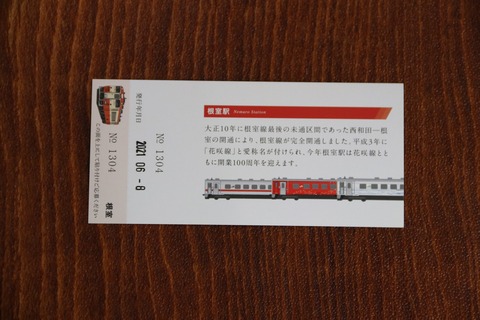 根室駅 Nemuro Station
大正10年に根室線最後の未通区間であった西和田―根
室の開通により、根室線が完全開通しました。平成3年に
「花咲線」と愛称名が付けられ、今年根室駅は花咲線とと
もに開業100周年を迎えます。
発行年月日
2021 06 -8
№ 1304
№ 1304
根室